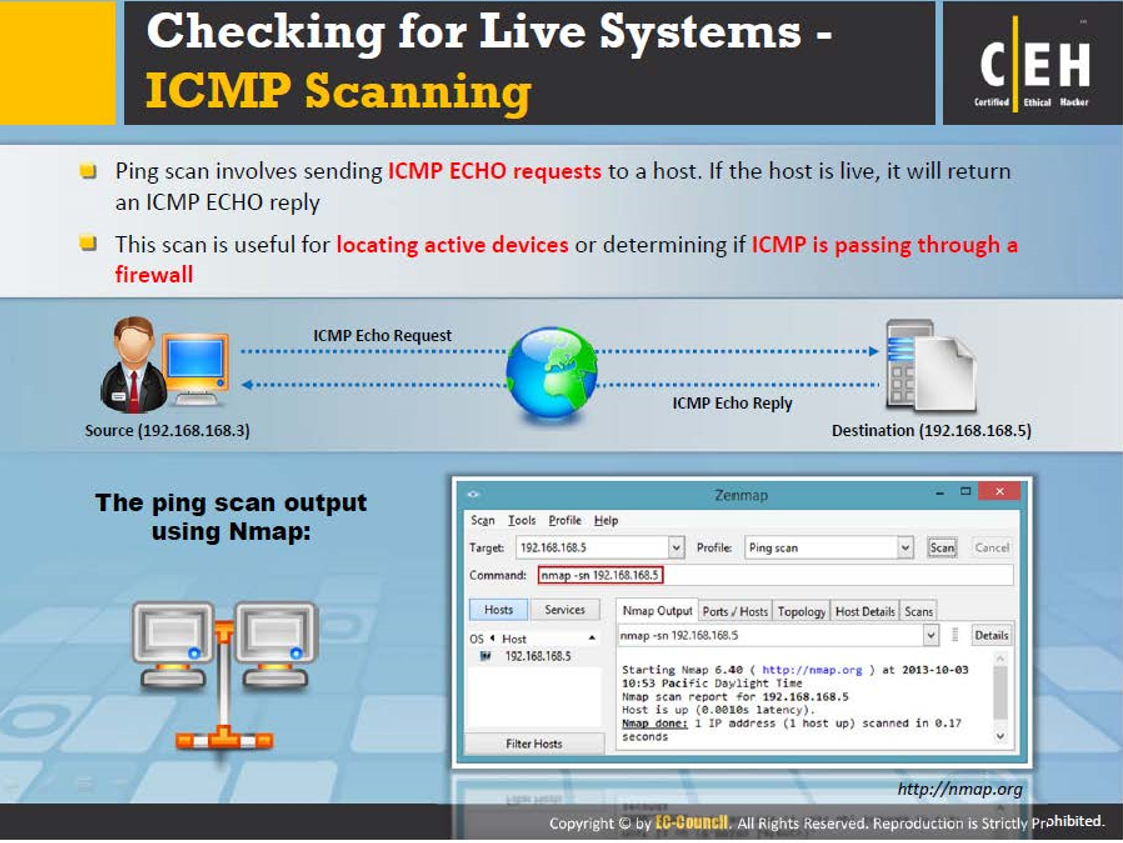 Checking for Live Systems -
ICMP Scanning
CEH
Certified Ethical Hacker
Ping scan involves sending ICMP ECHO requests to a host. If the host is live, it will return
an ICMP ECHO reply
This scan is useful for locating active devices or determining if ICMP is passing through a
firewall
ICMP Echo Request
ICMP Echo Reply
Source (192.168.168.3)
Destination (192.168.168.5)
The ping scan output
using Nmap:
Zenmap
Scan Tools Profile Help
Target: 192.168.168.5 Profile: Ping scan Scan Cancel
Command: nmap -sn 192.168.168.5
Hosts Services Nmap Output Ports / Hosts Topology Host Details Scans
OS Host
192.168.168.5
nmap -sn 192.168.168.5 Details
Starting Nmap 6.40 ( http://nmap.org ) at 2013-10-03
10:53 Pacific Daylight Time
Nmap scan report for 192.168.168.5
Host is up (0.0010s latency).
Nmap done: 1 IP address (1 host up) scanned in 0.17
seconds
Filter Hosts
http://nmap.org
Copyright © by EC-Council. All Rights Reserved. Reproduction is Strictly Prohibited.